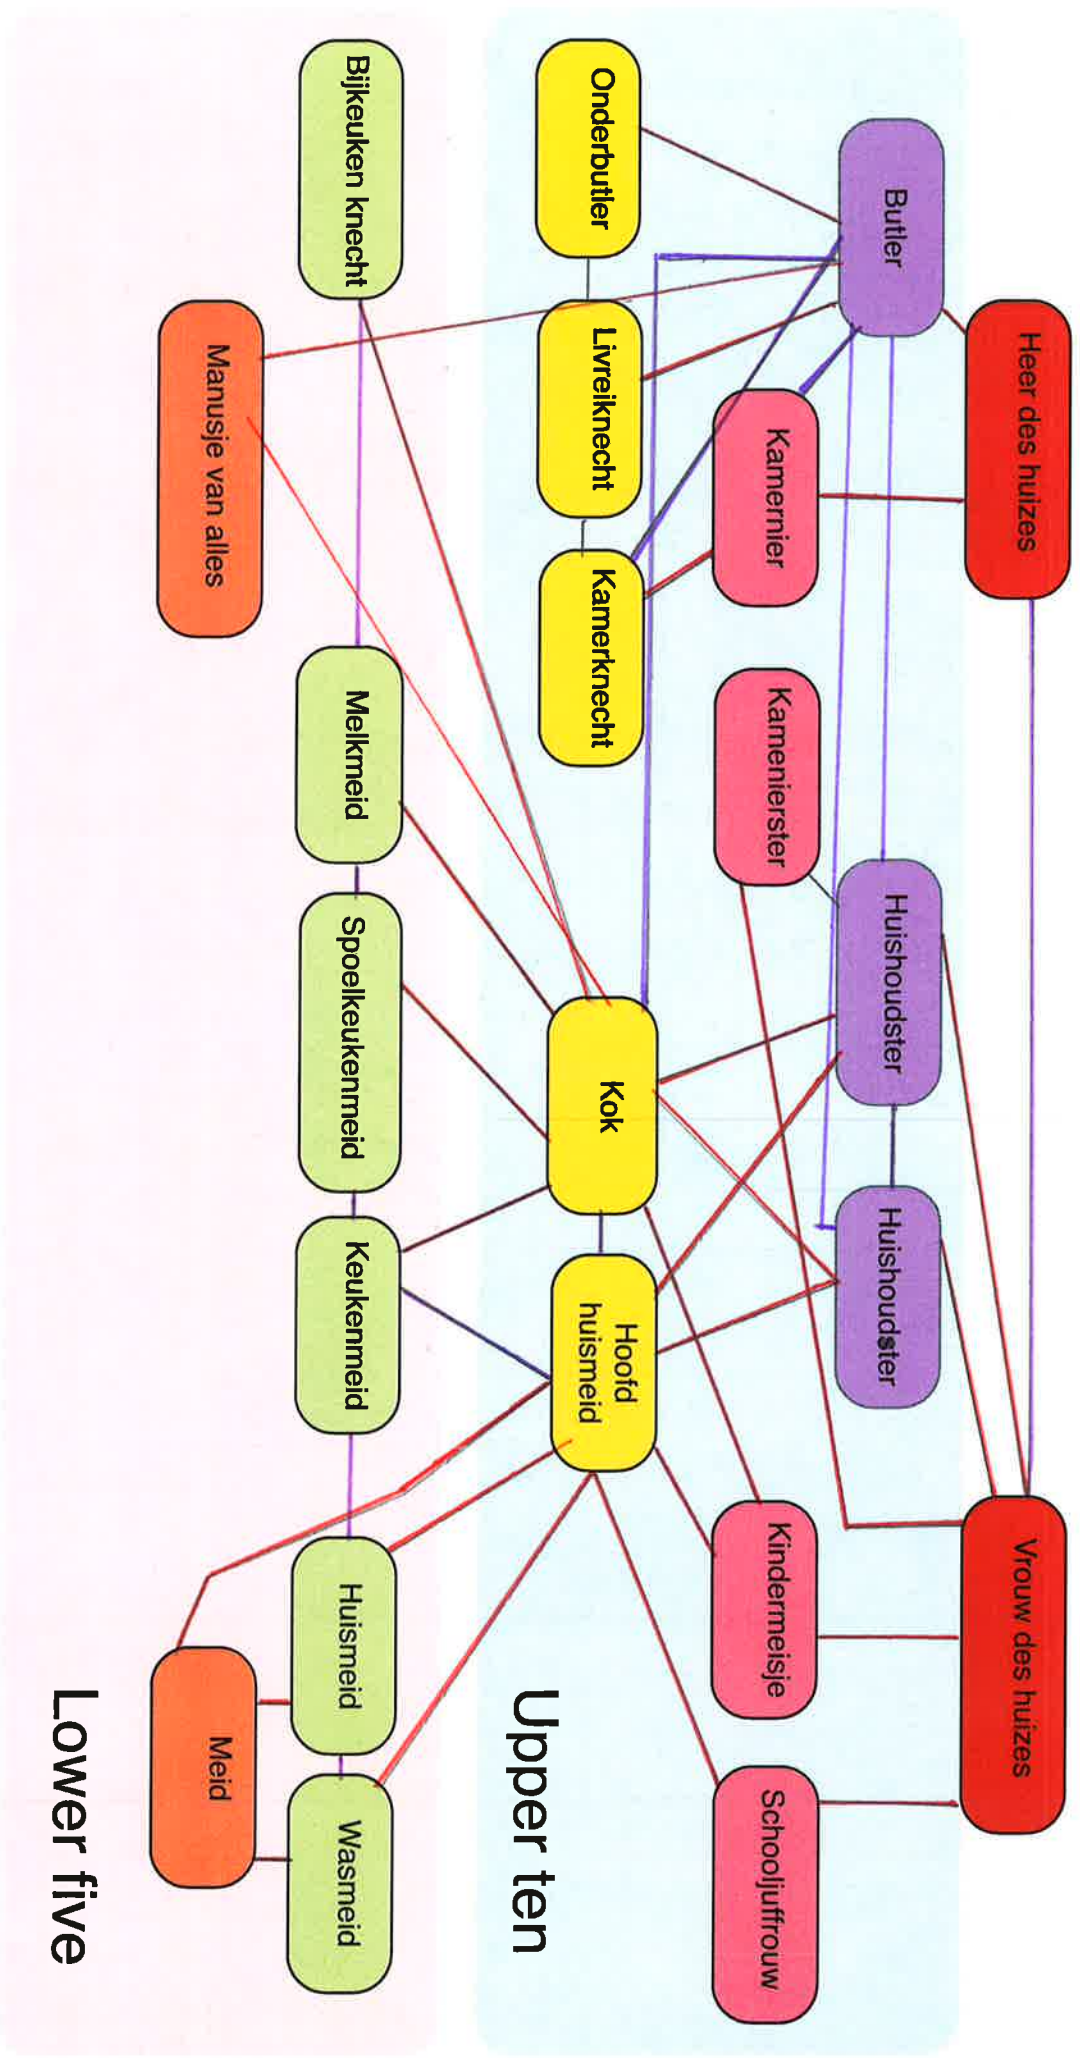 Heer des huizes
Vrouw des huizes
Butler
Huishoudster
Huishoudster
Kamernier
Kamenierster
Kindermeisje
Schooljuffrouw
Onderbutler
Livreiknecht
Kamerknecht
Kok
Hoofd
huismeid
Upper ten
Bijkeuken knecht
Melkmeid
Spoelkeukenmeid
Keukenmeid
Huismeid
Wasmeid
Manusje van alles
Meid
Lower five